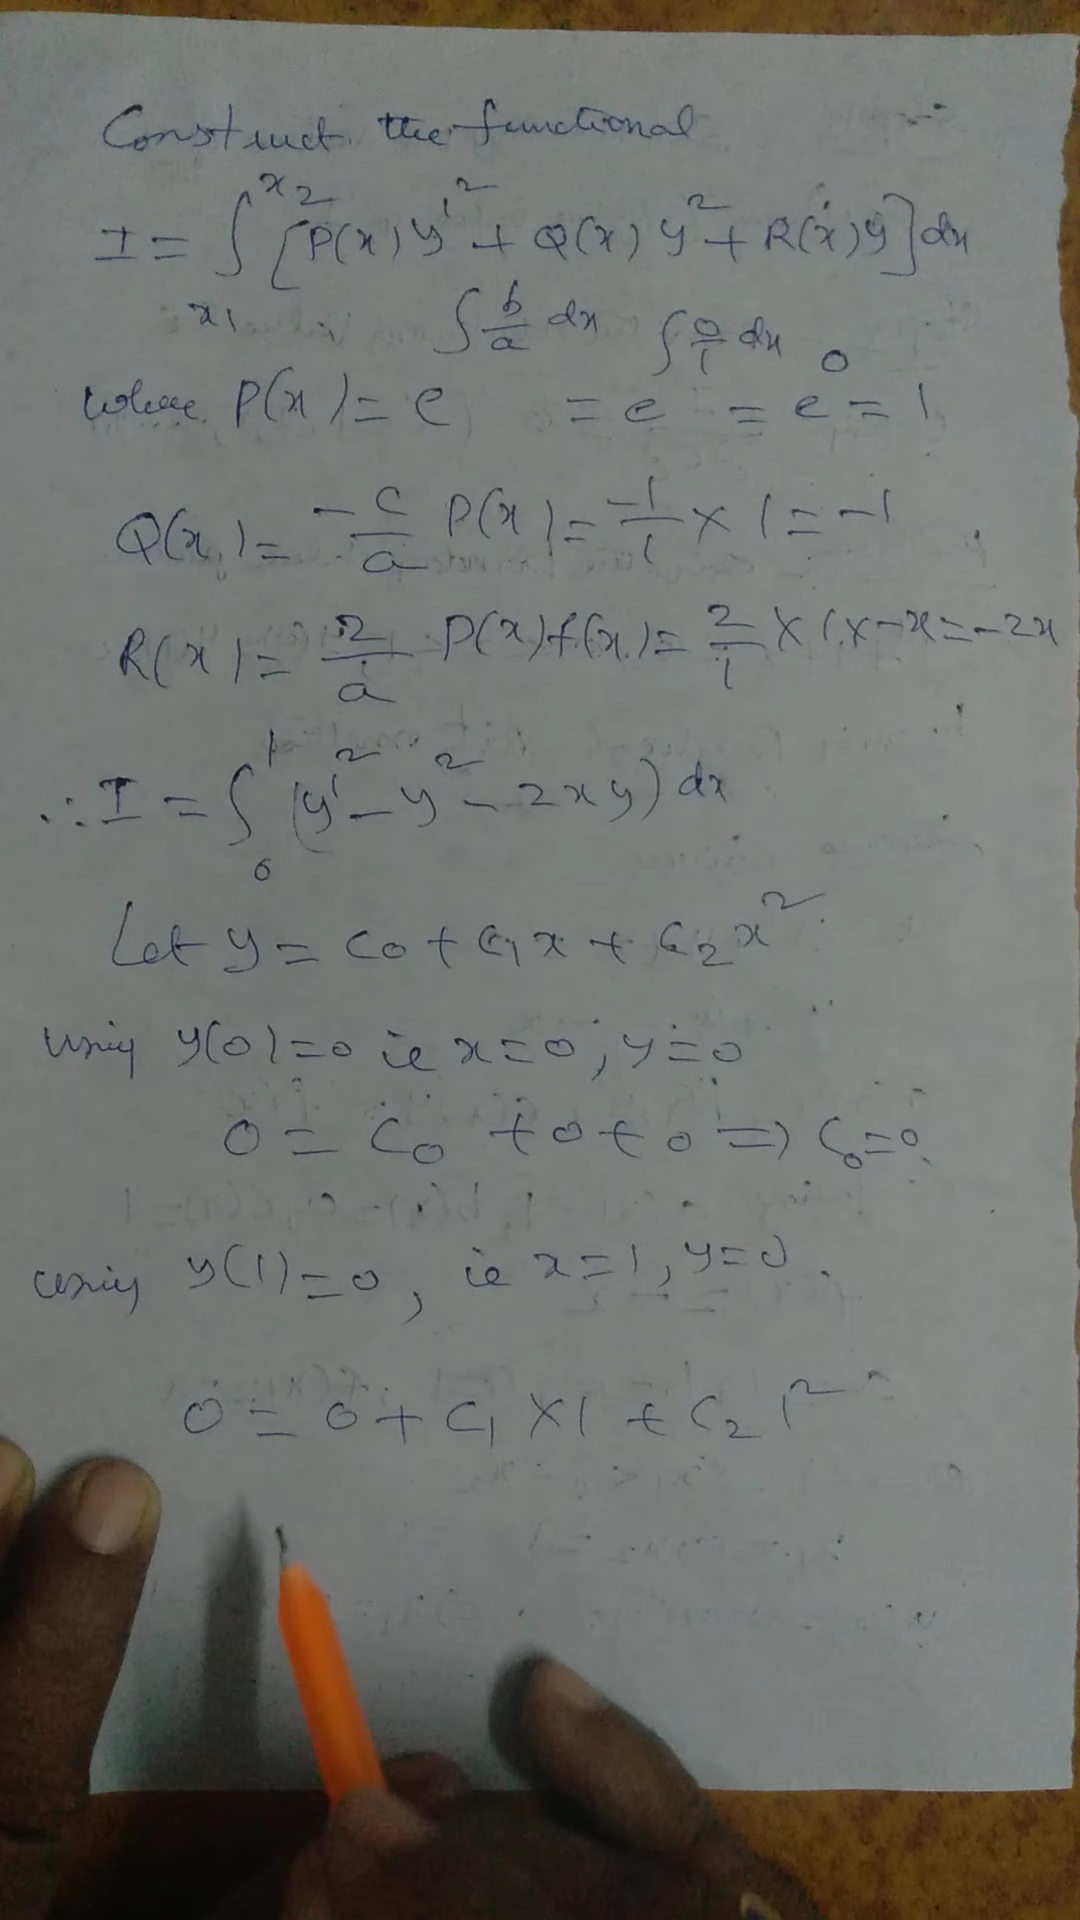 Construct the functional
I = ∫_{x1}^{x2} [P(x) y'^2 + Q(x) y^2 + R(x) y] dx
where P(x) = e^{∫ b/a dx} = e^{∫ 0/1 dx} = e^0 = 1
Q(x) = -c/a P(x) = -1/1 × 1 = -1
R(x) = 2/a P(x) f(x) = 2/1 × 1 × -x = -2x
∴ I = ∫_0^1 (y'^2 - y^2 - 2xy) dx
Let y = c0 + c1x + c2x^2
using y(0) = 0 ie x = 0, y = 0
0 = c0 + 0 + 0 ⇒ c0 = 0
using y(1) = 0, ie x = 1, y = 0
0 = 0 + c1 × 1 + c2 1^2